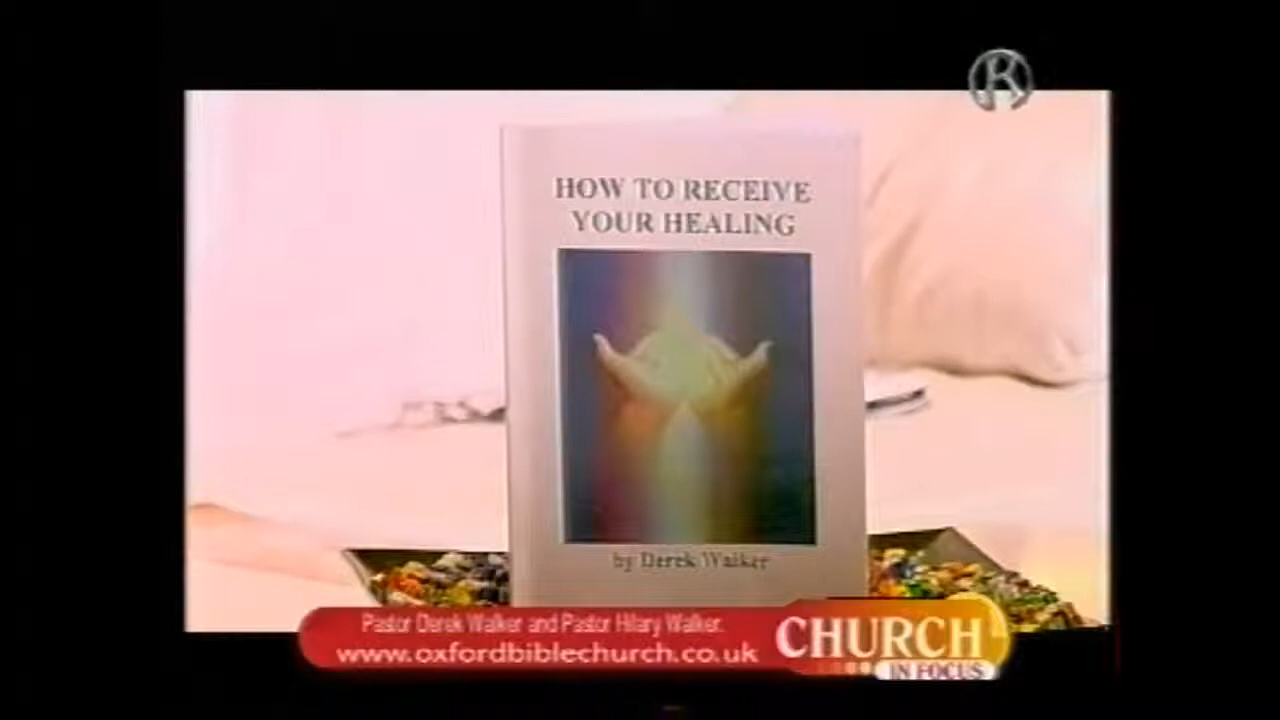 R
HOW TO RECEIVE
YOUR HEALING
by Derek Walker
Pastor Derek Walker and Pastor Hilary Walker.
www.oxfordbiblechurch.co.uk
CHURCH
IN FOCUS